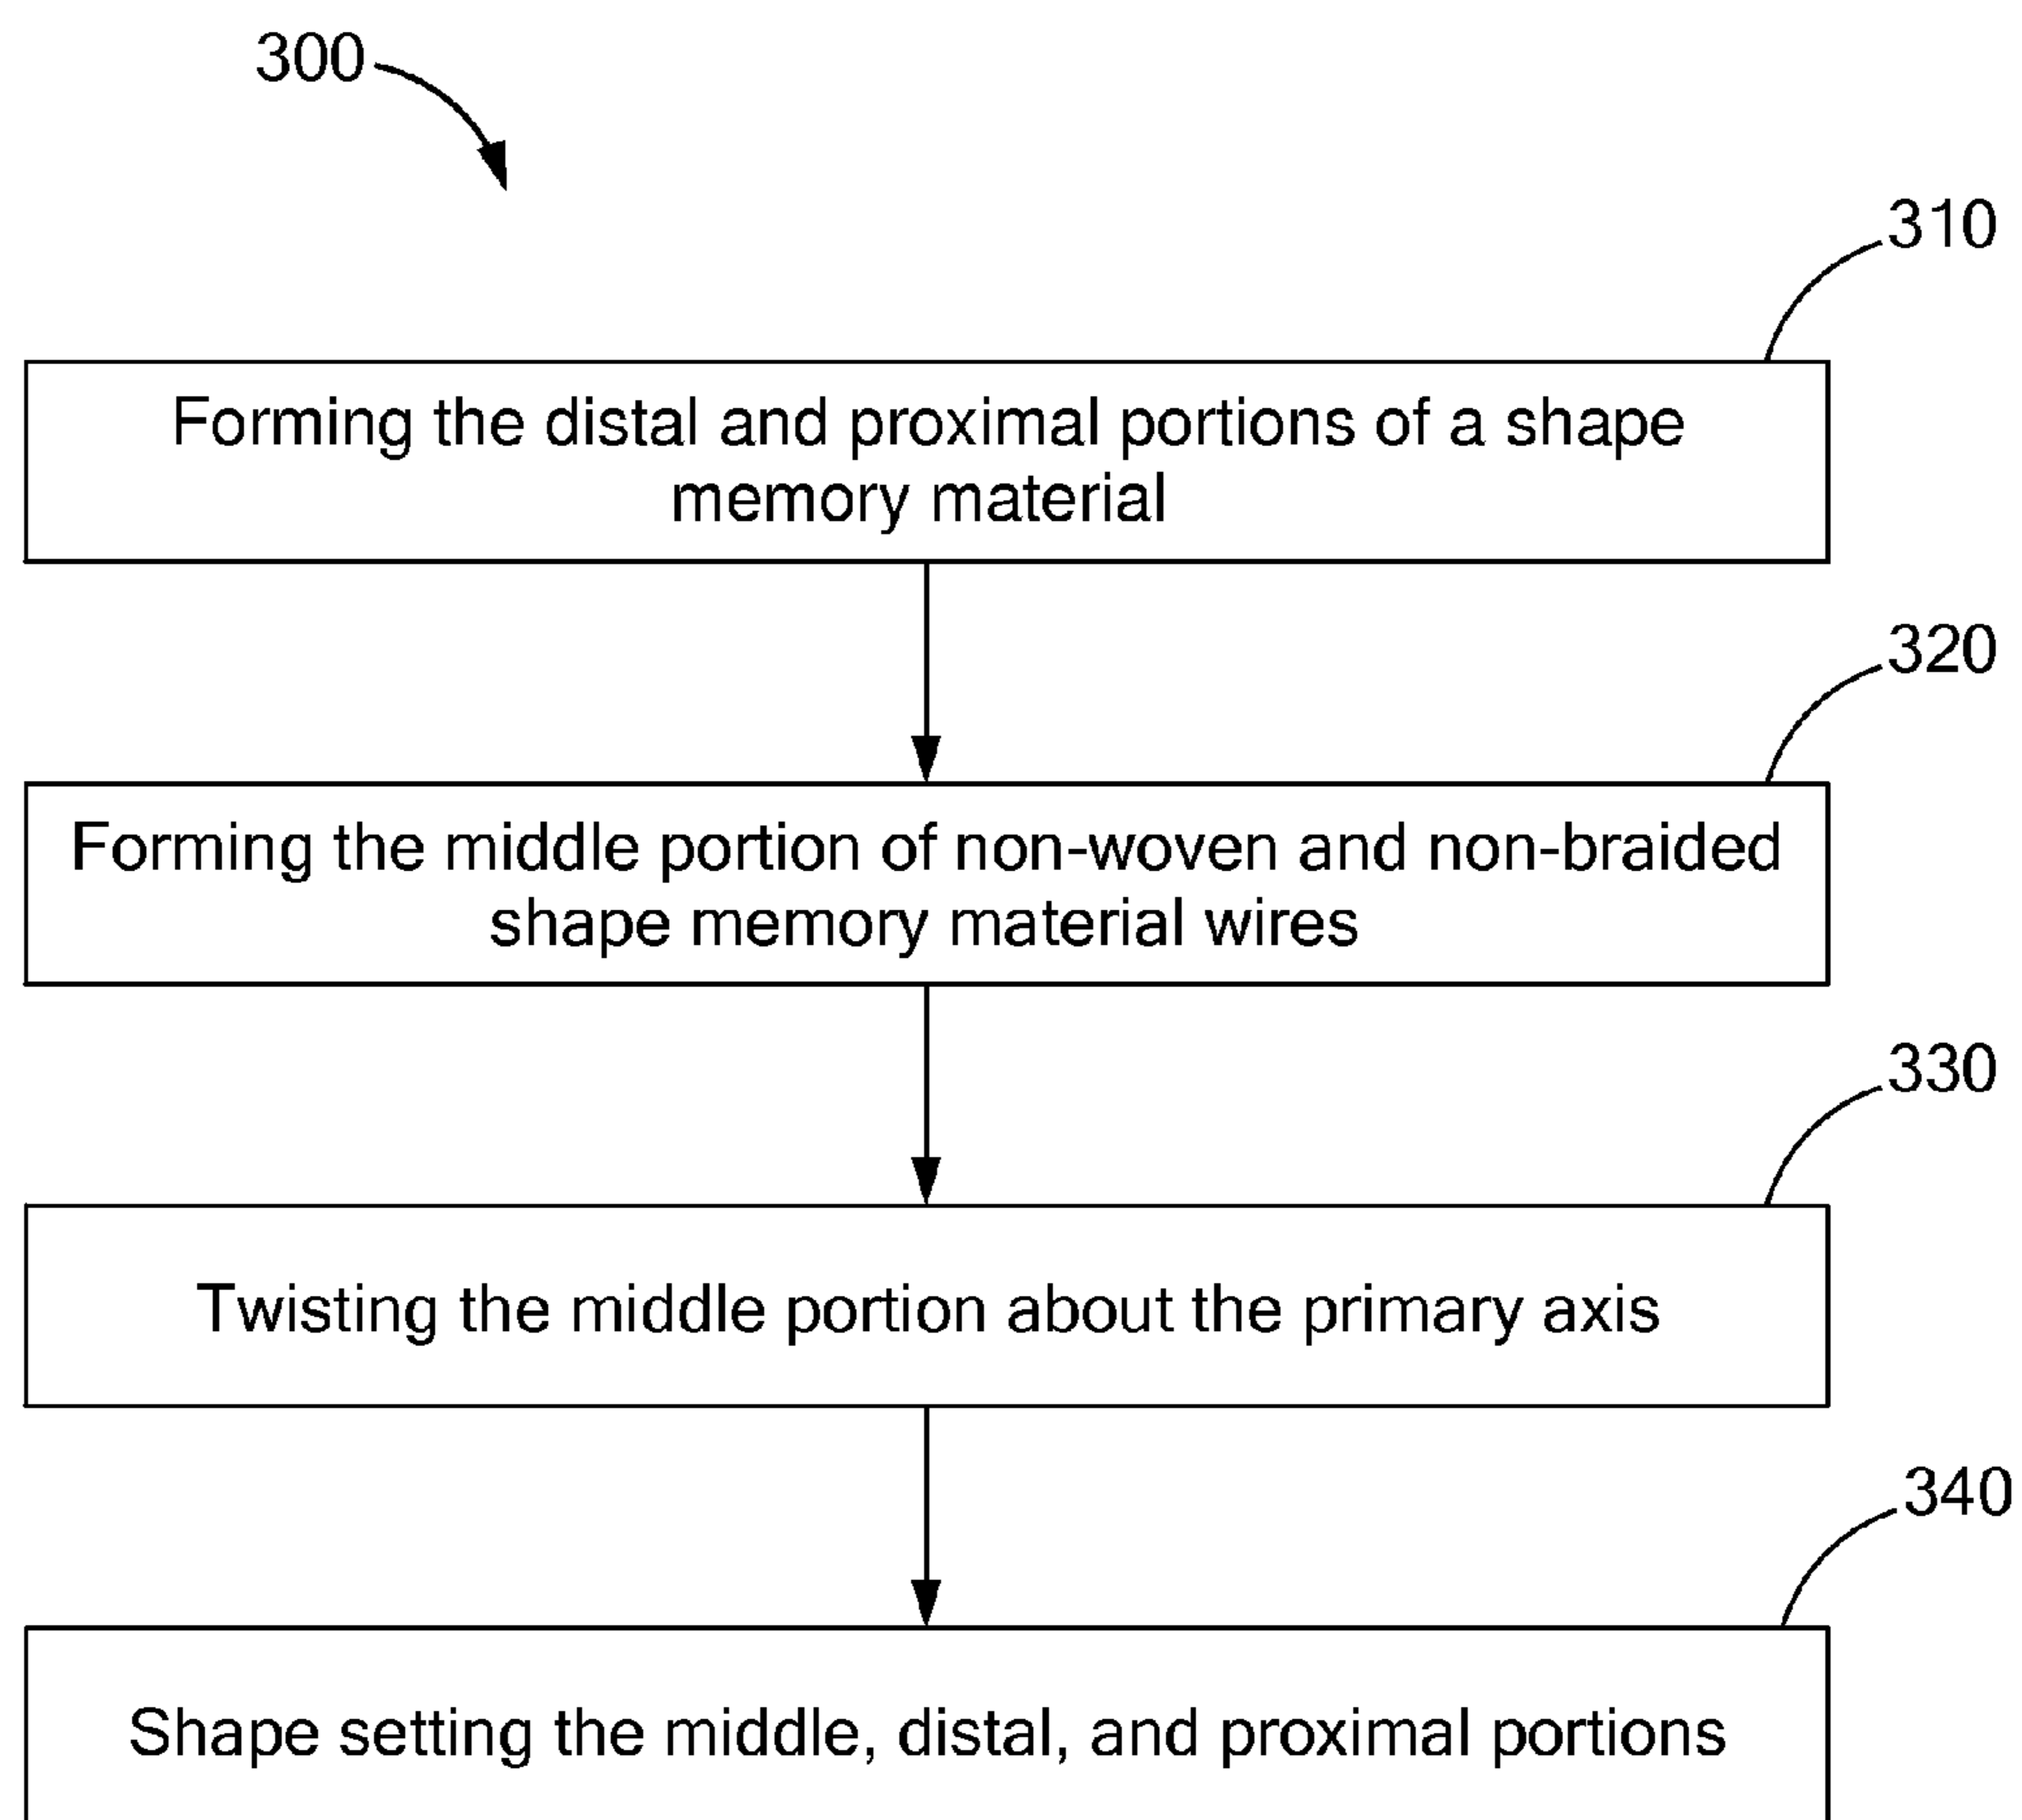 300
310
Forming the distal and proximal portions of a shape
memory material
320
Forming the middle portion of non-woven and non-braided
shape memory material wires
330
Twisting the middle portion about the primary axis
340
Shape setting the middle, distal, and proximal portions